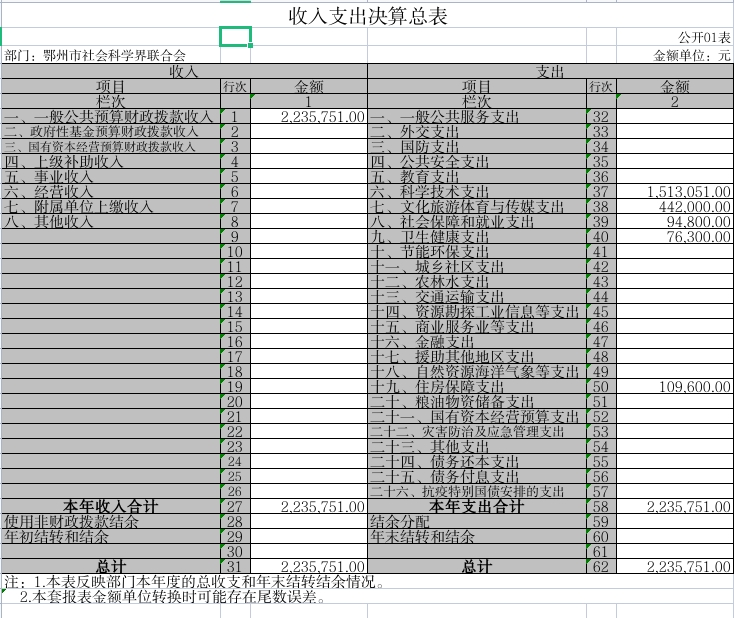 收入支出决算总表
公开01表
部门：鄂州市社会科学界联合会 金额单位：元
收入 支出
项目 行次 金额 项目 行次 金额
栏次 1 栏次 2
一、一般公共预算财政拨款收入 1 2,235,751.00 一、一般公共服务支出 32
二、政府性基金预算财政拨款收入 2 二、外交支出 33
三、国有资本经营预算财政拨款收入 3 三、国防支出 34
四、上级补助收入 4 四、公共安全支出 35
五、事业收入 5 五、教育支出 36
六、经营收入 6 六、科学技术支出 37 1,513,051.00
七、附属单位上缴收入 7 七、文化旅游体育与传媒支出 38 442,000.00
八、其他收入 8 八、社会保障和就业支出 39 94,800.00
9 九、卫生健康支出 40 76,300.00
10 十、节能环保支出 41
11 十一、城乡社区支出 42
12 十二、农林水支出 43
13 十三、交通运输支出 44
14 十四、资源勘探工业信息等支出 45
15 十五、商业服务业等支出 46
16 十六、金融支出 47
17 十七、援助其他地区支出 48
18 十八、自然资源海洋气象等支出 49
19 十九、住房保障支出 50 109,600.00
20 二十、粮油物资储备支出 51
21 二十一、国有资本经营预算支出 52
22 二十二、灾害防治及应急管理支出 53
23 二十三、其他支出 54
24 二十四、债务还本支出 55
25 二十五、债务付息支出 56
26 二十六、抗疫特别国债安排的支出 57
本年收入合计 27 2,235,751.00 本年支出合计 58 2,235,751.00
使用非财政拨款结余 28 结余分配 59
年初结转和结余 29 年末结转和结余 60
30 61
总计 31 2,235,751.00 总计 62 2,235,751.00
注：1.本表反映部门本年度的总收支和年末结转结余情况。
2.本套报表金额单位转换时可能存在尾数误差。